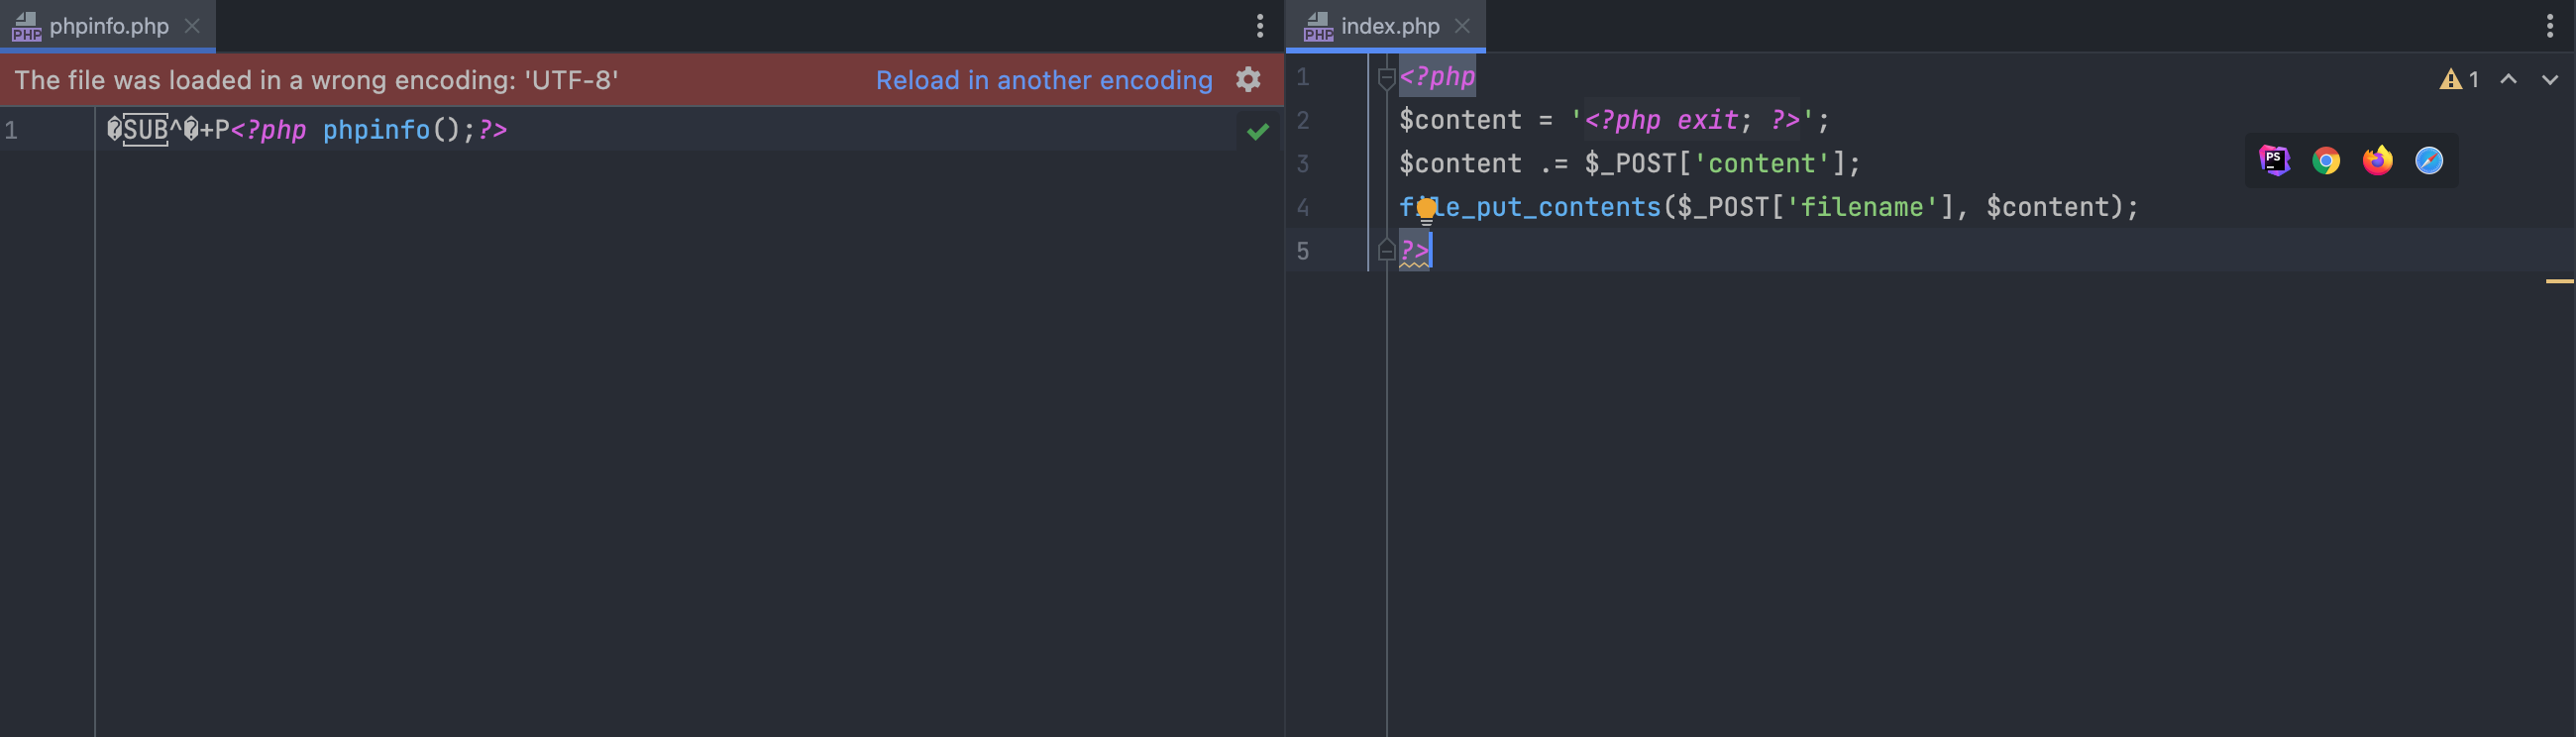 phpinfo.php
The file was loaded in a wrong encoding: 'UTF-8' Reload in another encoding
1 �SUB^�+P<?php phpinfo();?>
index.php
1 <?php
2 $content = '<?php exit; ?>';
3 $content .= $_POST['content'];
4 file_put_contents($_POST['filename'], $content);
5 ?>
1